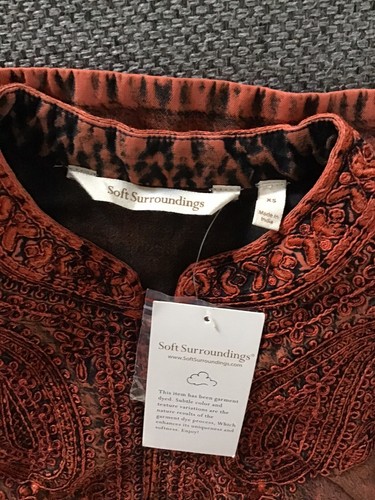 Soft Surroundings
XS
Made in
India
Soft Surroundings®
www.SoftSurroundings.com
This item has been garment
dyed. Subtle color and
texture variations are the
nature results of the
garment dye process. Which
enhances its uniqueness and
softness. Enjoy!